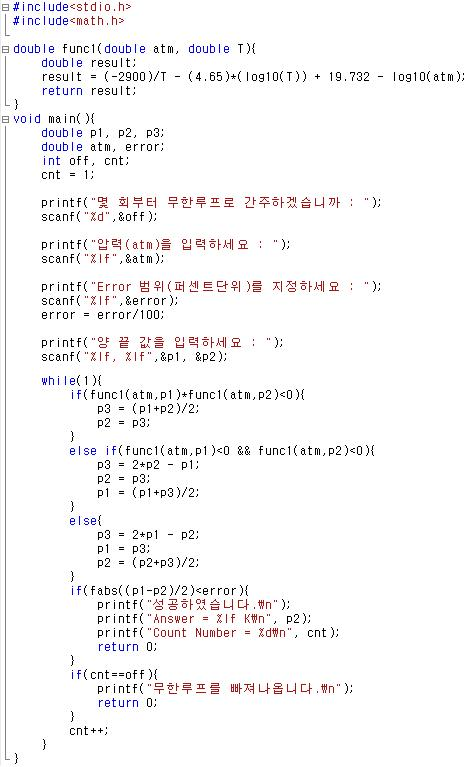 #include<stdio.h>
#include<math.h>
double func1(double atm, double T){
double result;
result = (-2900)/T - (4.65)*(log10(T)) + 19.732 - log10(atm);
return result;
}
void main(){
double p1, p2, p3;
double atm, error;
int off, cnt;
cnt = 1;
printf("몇 회부터 무한루프로 간주하겠습니까 : ");
scanf("%d",&off);
printf("압력(atm)을 입력하세요 : ");
scanf("%lf",&atm);
printf("Error 범위(퍼센트단위)를 지정하세요 : ");
scanf("%lf",&error);
error = error/100;
printf("양 끝 값을 입력하세요 : ");
scanf("%lf, %lf",&p1, &p2);
while(1){
if(func1(atm,p1)*func1(atm,p2)<0){
p3 = (p1+p2)/2;
p2 = p3;
}
else if(func1(atm,p1)<0 && func1(atm,p2)<0){
p3 = 2*p2 - p1;
p2 = p3;
p1 = (p1+p3)/2;
}
else{
p3 = 2*p1 - p2;
p1 = p3;
p2 = (p2+p3)/2;
}
if(fabs((p1-p2)/2)<error){
printf("성공하였습니다.₩n");
printf("Answer = %lf K₩n", p2);
printf("Count Number = %d₩n", cnt);
return 0;
}
if(cnt==off){
printf("무한루프를 빠져나옵니다.₩n");
return 0;
}
cnt++;
}
}